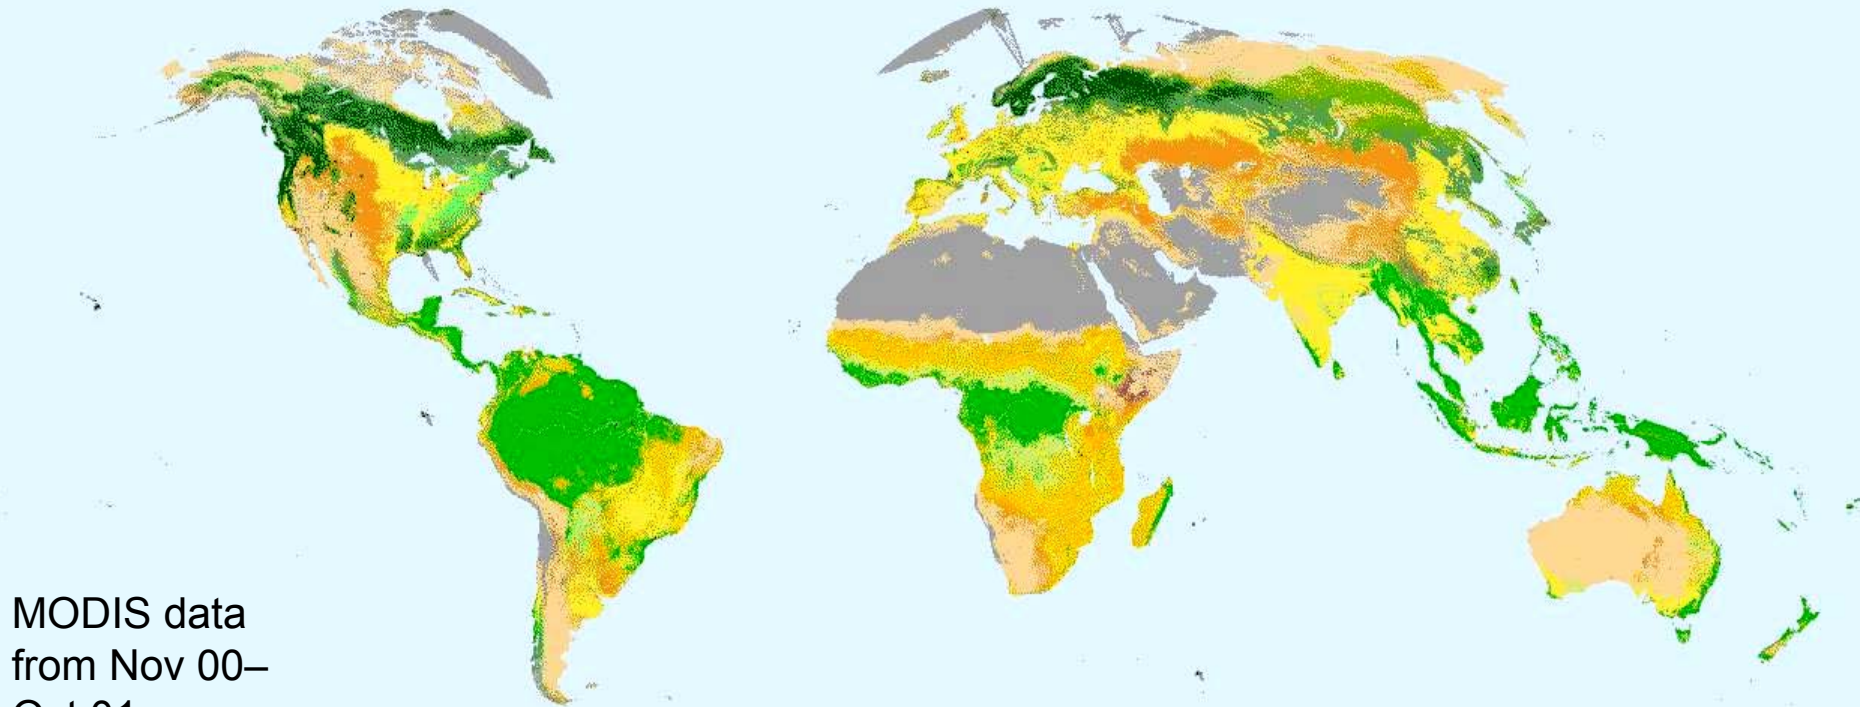 MODIS data
from Nov 00–